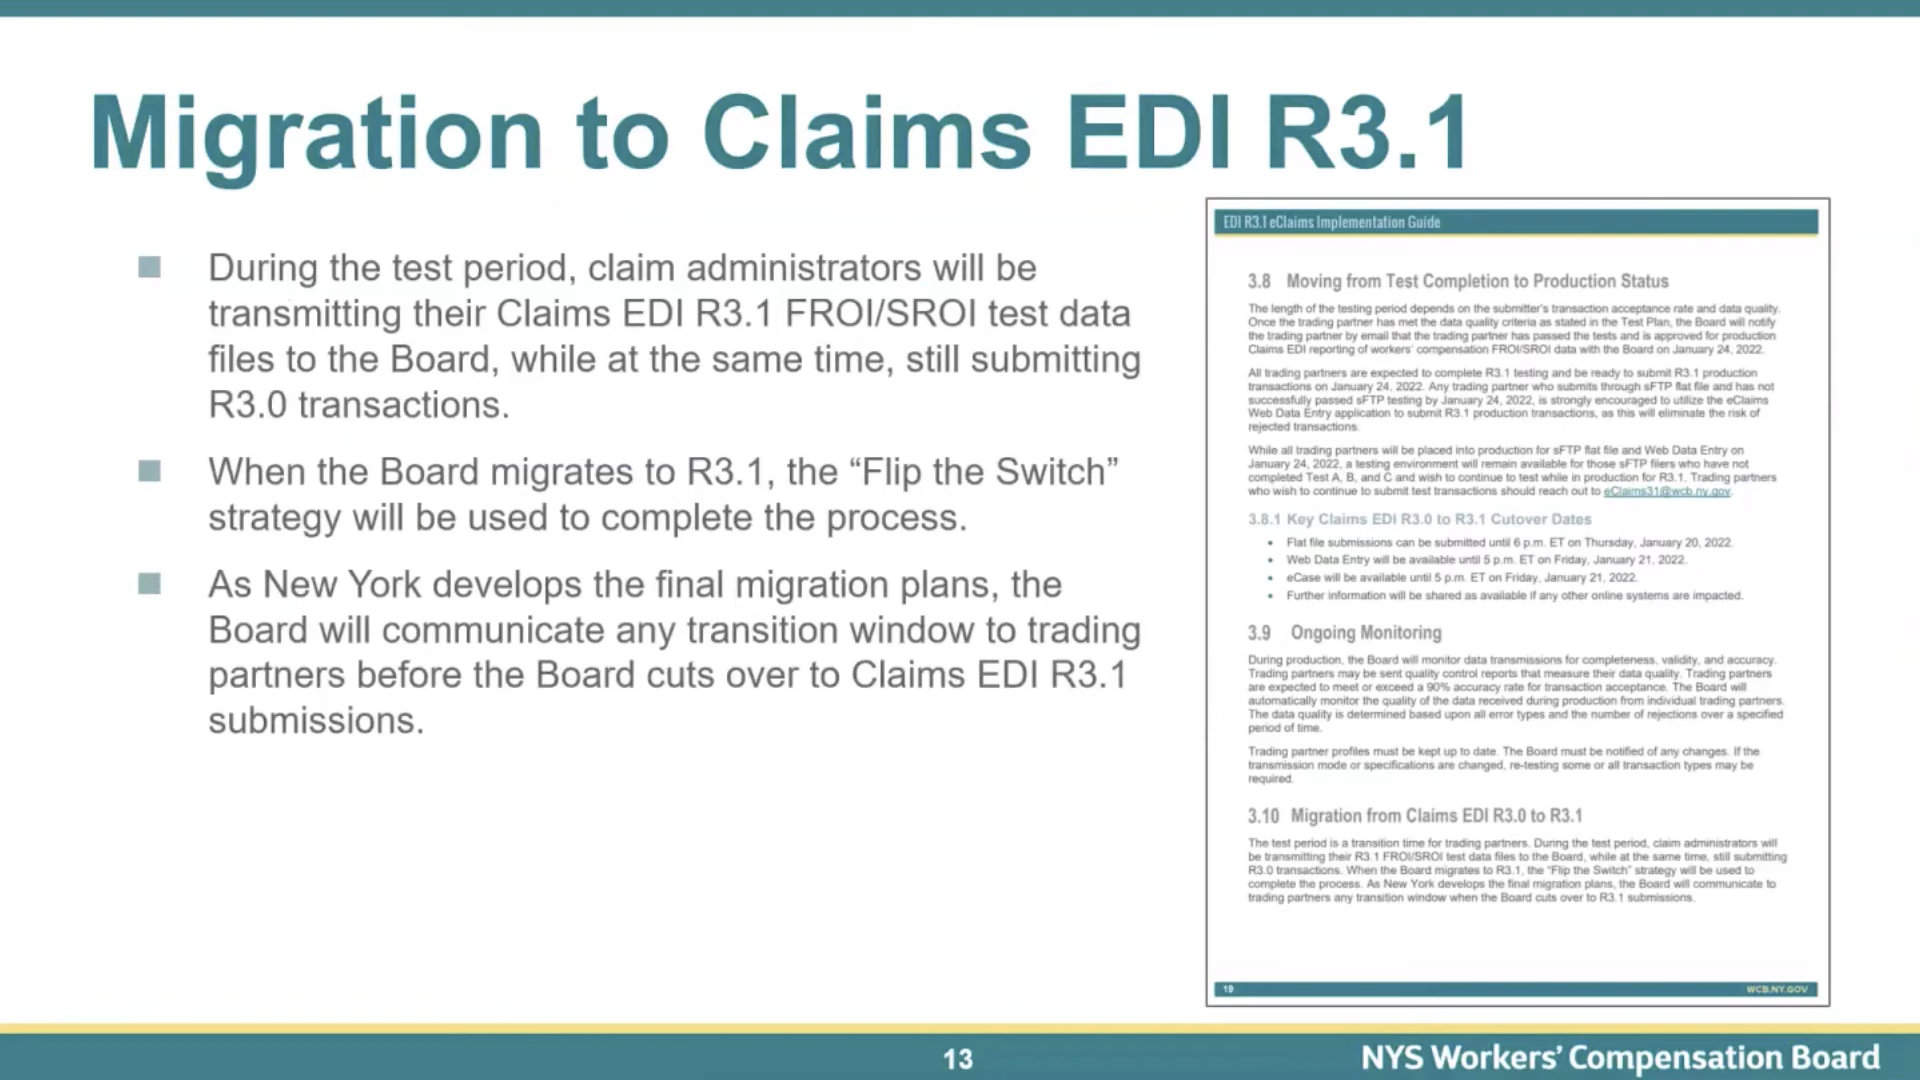 Migration to Claims EDI R3.1
During the test period, claim administrators will be
transmitting their Claims EDI R3.1 FROI/SROI test data
files to the Board, while at the same time, still submitting
R3.0 transactions.
When the Board migrates to R3.1, the “Flip the Switch”
strategy will be used to complete the process.
As New York develops the final migration plans, the
Board will communicate any transition window to trading
partners before the Board cuts over to Claims EDI R3.1
submissions.
EDI R3.1 eClaims Implementation Guide
3.8 Moving from Test Completion to Production Status
The length of the testing period depends on the submitter's transaction acceptance rate and data quality.
Once the trading partner has met the data quality criteria as stated in the Test Plan, the Board will notify
the trading partner by email that the trading partner has passed the tests and is approved for production
Claims EDI reporting of workers' compensation FROI/SROI data with the Board on January 24, 2022.
All trading partners are expected to complete R3.1 testing and be ready to submit R3.1 production
transactions on January 24, 2022. Any trading partner who submits through sFTP flat file and has not
successfully passed sFTP testing by January 24, 2022, is strongly encouraged to utilize the eClaims
Web Data Entry application to submit R3.1 production transactions, as this will eliminate the risk of
rejected transactions.
While all trading partners will be placed into production for sFTP flat file and Web Data Entry on
January 24, 2022, a testing environment will remain available for those sFTP filers who have not
completed Test A, B, and C and wish to continue to test while in production for R3.1. Trading partners
who wish to continue to submit test transactions should reach out to eClaims31@wcb.ny.gov.
3.8.1 Key Claims EDI R3.0 to R3.1 Cutover Dates
• Flat file submissions can be submitted until 6 p.m. ET on Thursday, January 20, 2022.
• Web Data Entry will be available until 5 p.m. ET on Friday, January 21, 2022.
• eCase will be available until 5 p.m. ET on Friday, January 21, 2022.
• Further information will be shared as available if any other online systems are impacted.
3.9 Ongoing Monitoring
During production, the Board will monitor data transmissions for completeness, validity, and accuracy.
Trading partners may be sent quality control reports that measure their data quality. Trading partners
are expected to meet or exceed a 90% accuracy rate for transaction acceptance. The Board will
automatically monitor the quality of the data received during production from individual trading partners.
The data quality is determined based upon all error types and the number of rejections over a specified
period of time.
Trading partner profiles must be kept up to date. The Board must be notified of any changes. If the
transmission mode or specifications are changed, re-testing some or all transaction types may be
required.
3.10 Migration from Claims EDI R3.0 to R3.1
The test period is a transition time for trading partners. During the test period, claim administrators will
be transmitting their R3.1 FROI/SROI test data files to the Board, while at the same time, still submitting
R3.0 transactions. When the Board migrates to R3.1, the “Flip the Switch” strategy will be used to
complete the process. As New York develops the final migration plans, the Board will communicate to
trading partners any transition window when the Board cuts over to R3.1 submissions.
19 WCB.NY.GOV
13
NYS Workers’ Compensation Board